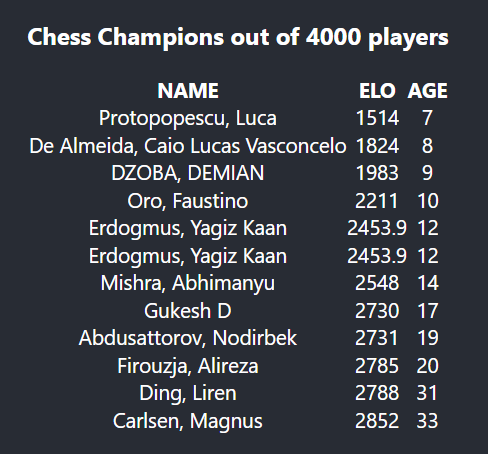 Chess Champions out of 4000 players
NAME ELO AGE
Protopopescu, Luca 1514 7
De Almeida, Caio Lucas Vasconcelo 1824 8
DZOBA, DEMIAN 1983 9
Oro, Faustino 2211 10
Erdogmus, Yagiz Kaan 2453.9 12
Erdogmus, Yagiz Kaan 2453.9 12
Mishra, Abhimanyu 2548 14
Gukesh D 2730 17
Abdusattorov, Nodirbek 2731 19
Firouzja, Alireza 2785 20
Ding, Liren 2788 31
Carlsen, Magnus 2852 33